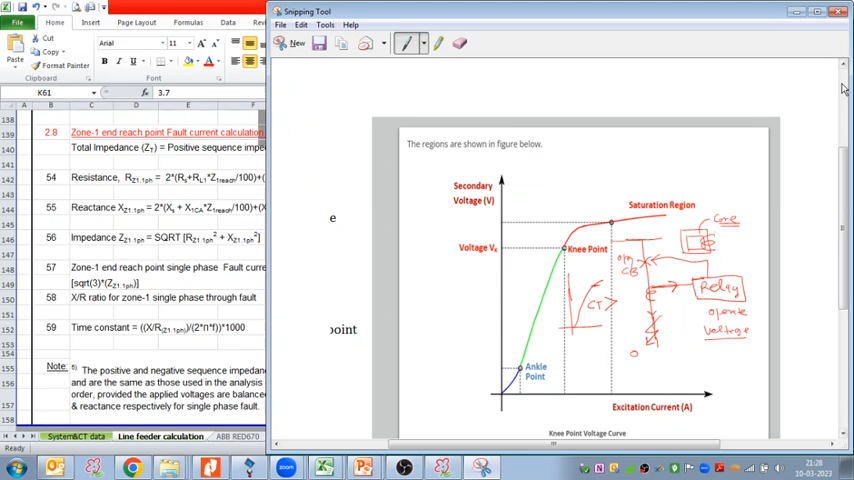 Snipping Tool
File Edit Tools Help
New
File Home Insert Page Layout Formulas Data
Cut
Copy
Format Painter
Paste
Clipboard
Arial 11
B I U
Font
K61 fx 3.7
A B C D E F
138
139 2.8 Zone-1 end reach point Fault current calculation
140 Total Impedance (ZT) = Positive sequence impe
141
142 54 Resistance, RZ1.1ph = 2*(Rs+RL1*Z1reach/100)+(
143
144 55 Reactance XZ1.1ph = 2*(Xs + X1CA*Z1reach/100)+(X
145
146 56 Impedance ZZ1.1ph = SQRT [RZ1.1ph² + XZ1.1ph²]
147
148 57 Zone-1 end reach point single phase Fault curre
149 [sqrt(3)*Z1.1ph)
150 58 X/R ratio for zone-1 single phase through fault
151
152 59 Time constant = ((X/R(Z1.1ph))/(2*π*f))*1000
153
154
155 Note: 6). The positive and negative sequence impedan
and are the same as those used in the analysis
157 order, provided the applied voltages are balanced
158 & reactance respectively for single phase fault.
System&CT data Line feeder calculation ABB RED670
Ready
e
point
The regions are shown in figure below.
Secondary
Voltage (V)
Saturation Region
Core
Voltage VK
Knee Point
open
CB
CT >
Relay
operate
voltage
0
Ankle
Point
Excitation Current (A)
Knee Point Voltage Curve
21:28
10-03-2023